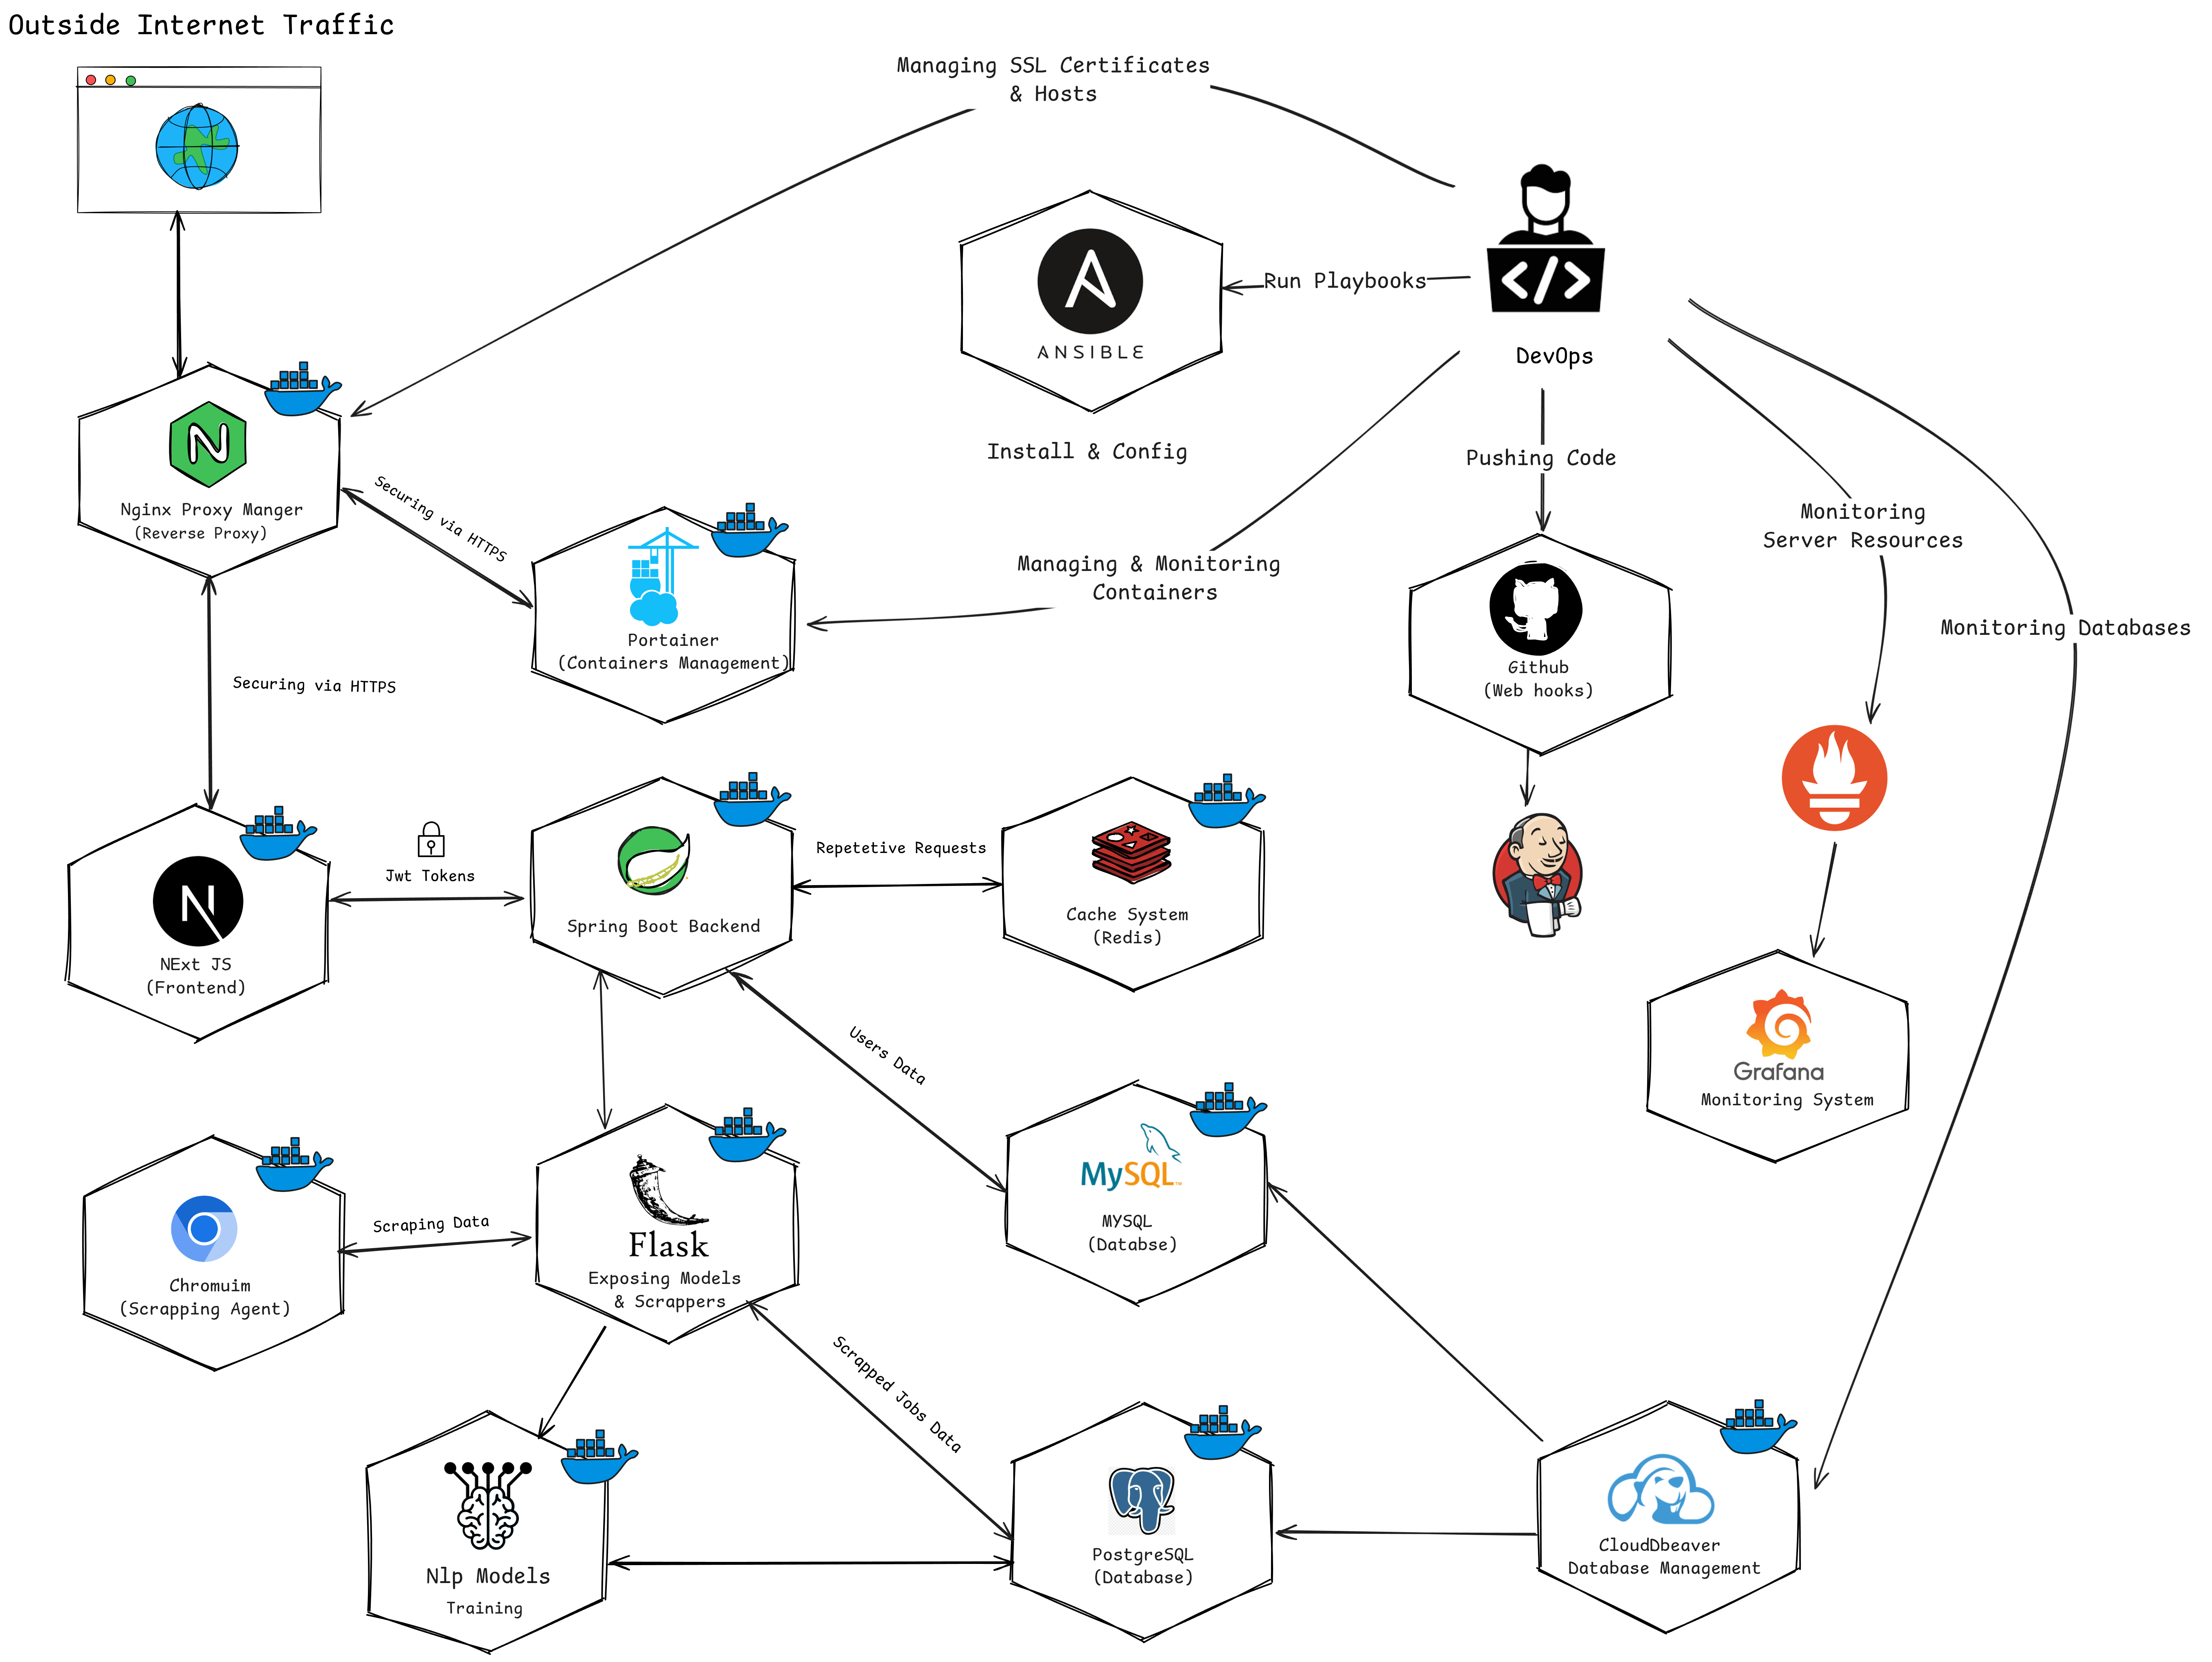 Outside Internet Traffic
Managing SSL Certificates
& Hosts
ANSIBLE
Run Playbooks
Install & Config
DevOps
Pushing Code
Monitoring
Server Resources
Monitoring Databases
Nginx Proxy Manger
(Reverse Proxy)
Securing via HTTPS
Portainer
(Containers Management)
Managing & Monitoring
Containers
Github
(Web hooks)
Securing via HTTPS
Jwt Tokens
NExt JS
(Frontend)
Spring Boot Backend
Repetetive Requests
Cache System
(Redis)
Grafana
Monitoring System
Users Data
MySQL
TM
MYSQL
(Databse)
Chromuim
(Scrapping Agent)
Scraping Data
Flask
Exposing Models
& Scrappers
Scrapped Jobs Data
Nlp Models
Training
PostgreSQL
(Database)
CloudDbeaver
Database Management